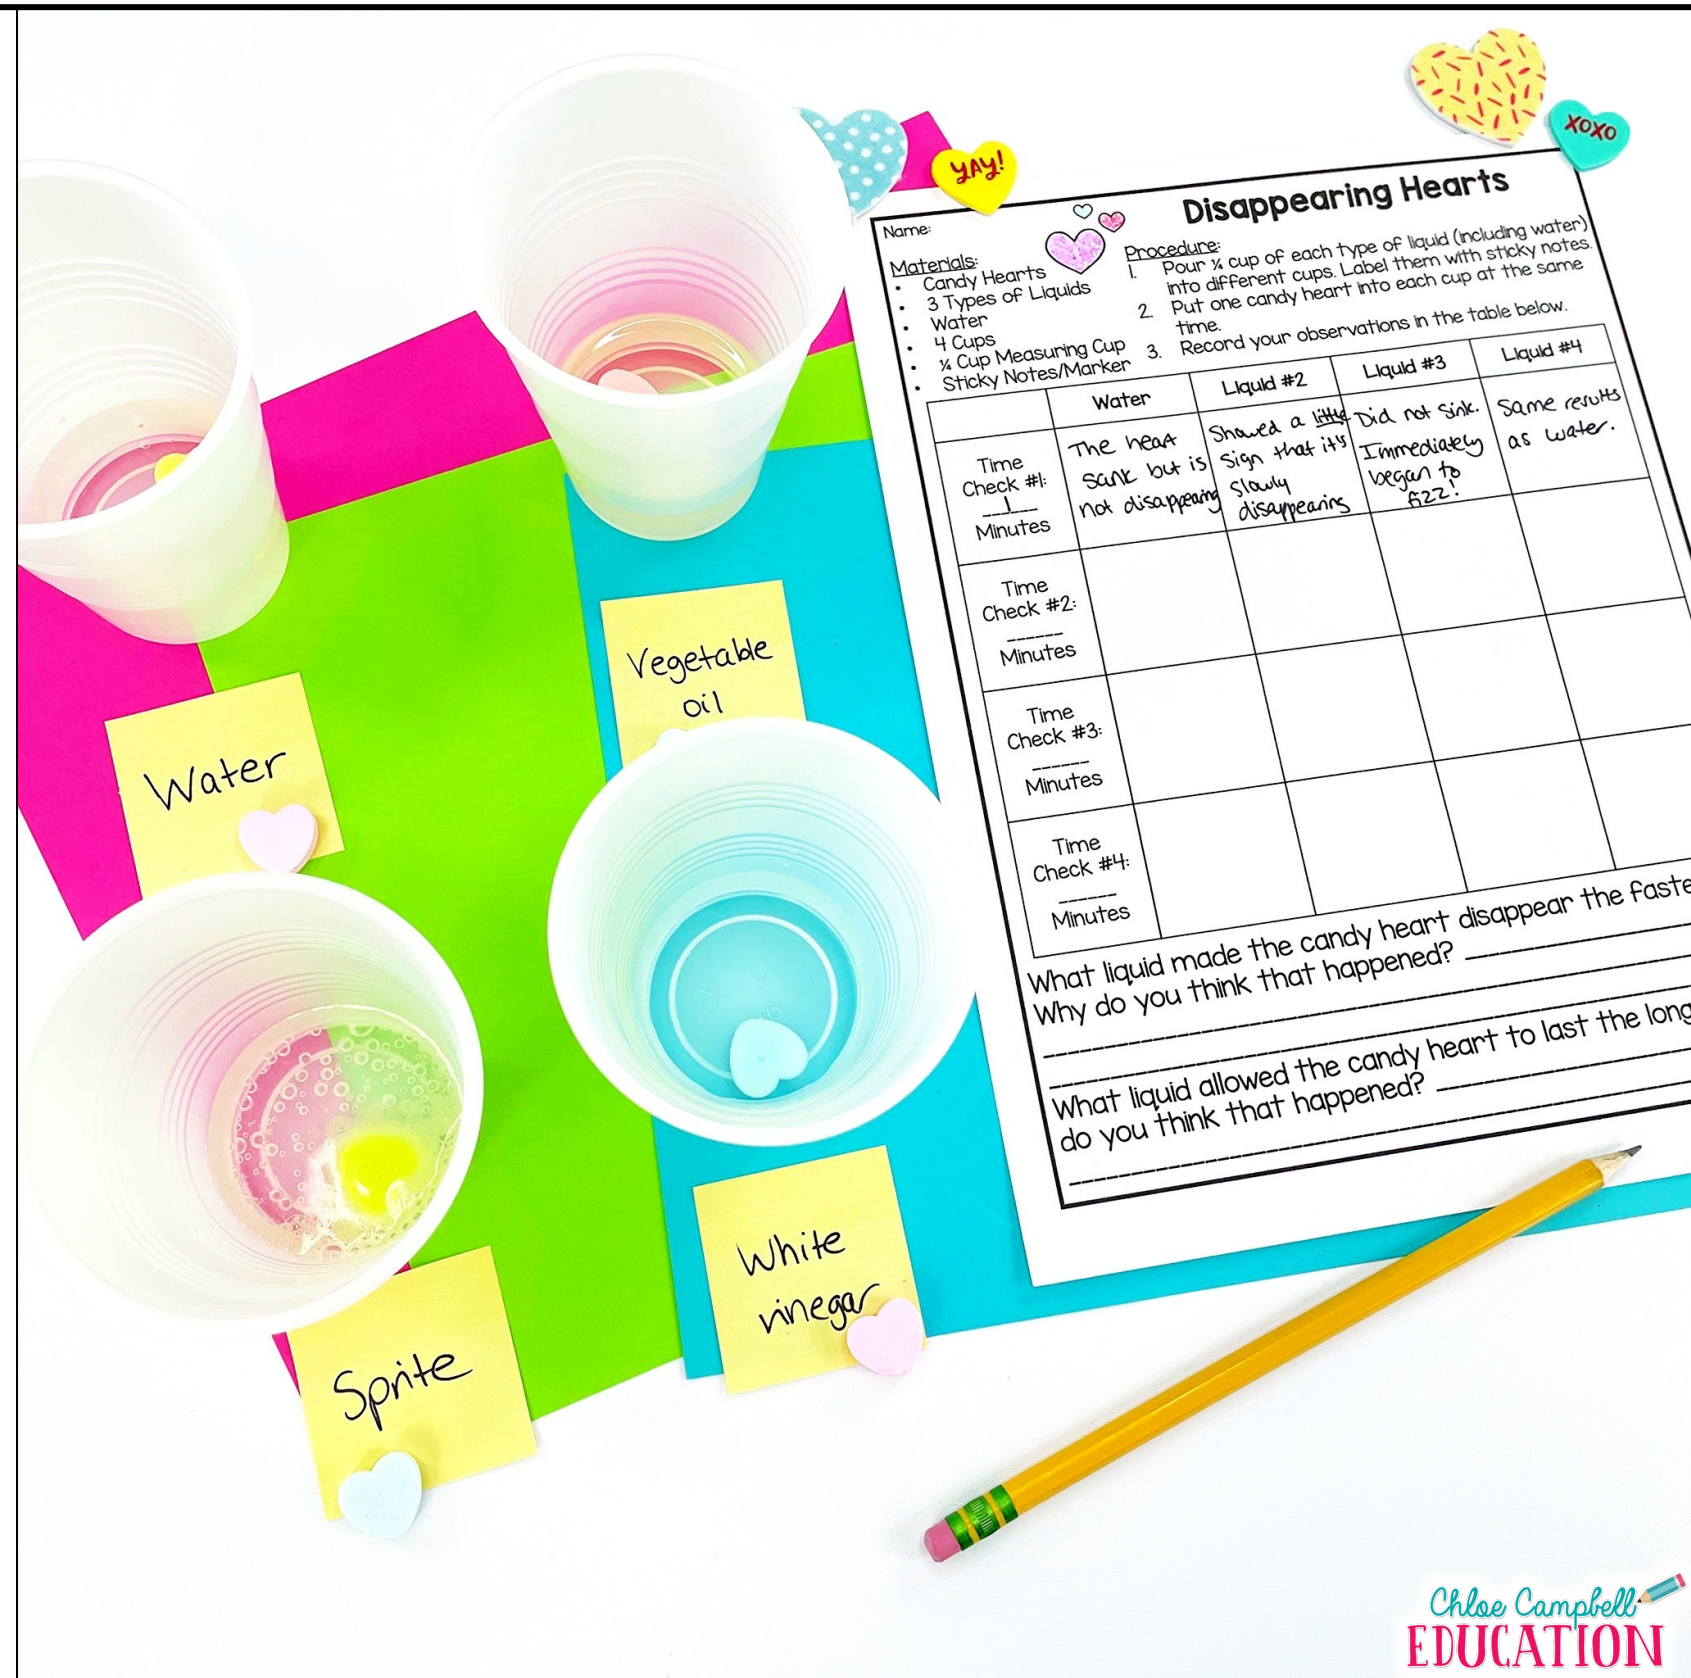 YAY!
XOXO
Disappearing Hearts
Name:
Materials:
• Candy Hearts
• 3 Types of Liquids
• Water
• 4 Cups
• ¼ Cup Measuring Cup
• Sticky Notes/Marker
Procedure:
1. Pour ¼ cup of each type of liquid (including water)
into different cups. Label them with sticky notes.
2. Put one candy heart into each cup at the same
time.
3. Record your observations in the table below.
Water
Liquid #2
Liquid #3
Liquid #4
Time
Check #1:
1
Minutes
The heart
sank but is
not disappearing
Showed a little
sign that it's
slowly
disappearing
Did not sink.
Immediately
began to
fizz!
Same results
as water.
Time
Check #2:
______
Minutes
Time
Check #3:
______
Minutes
Time
Check #4:
______
Minutes
What liquid made the candy heart disappear the faste
Why do you think that happened?
What liquid allowed the candy heart to last the long
do you think that happened?
Vegetable
oil
Water
White
vinegar
Sprite
Chloe Campbell
EDUCATION